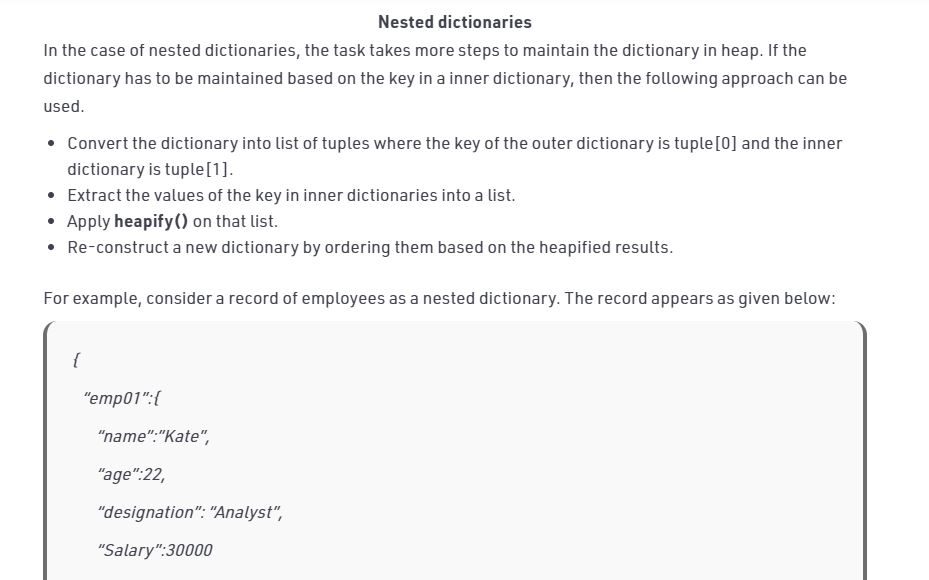 Nested dictionaries
In the case of nested dictionaries, the task takes more steps to maintain the dictionary in heap. If the
dictionary has to be maintained based on the key in a inner dictionary, then the following approach can be
used.
• Convert the dictionary into list of tuples where the key of the outer dictionary is tuple[0] and the inner
dictionary is tuple[1].
• Extract the values of the key in inner dictionaries into a list.
• Apply heapify() on that list.
• Re-construct a new dictionary by ordering them based on the heapified results.
For example, consider a record of employees as a nested dictionary. The record appears as given below:
{
“emp01”:{
“name”:”Kate”,
“age”:22,
“designation”: “Analyst”,
“Salary”:30000